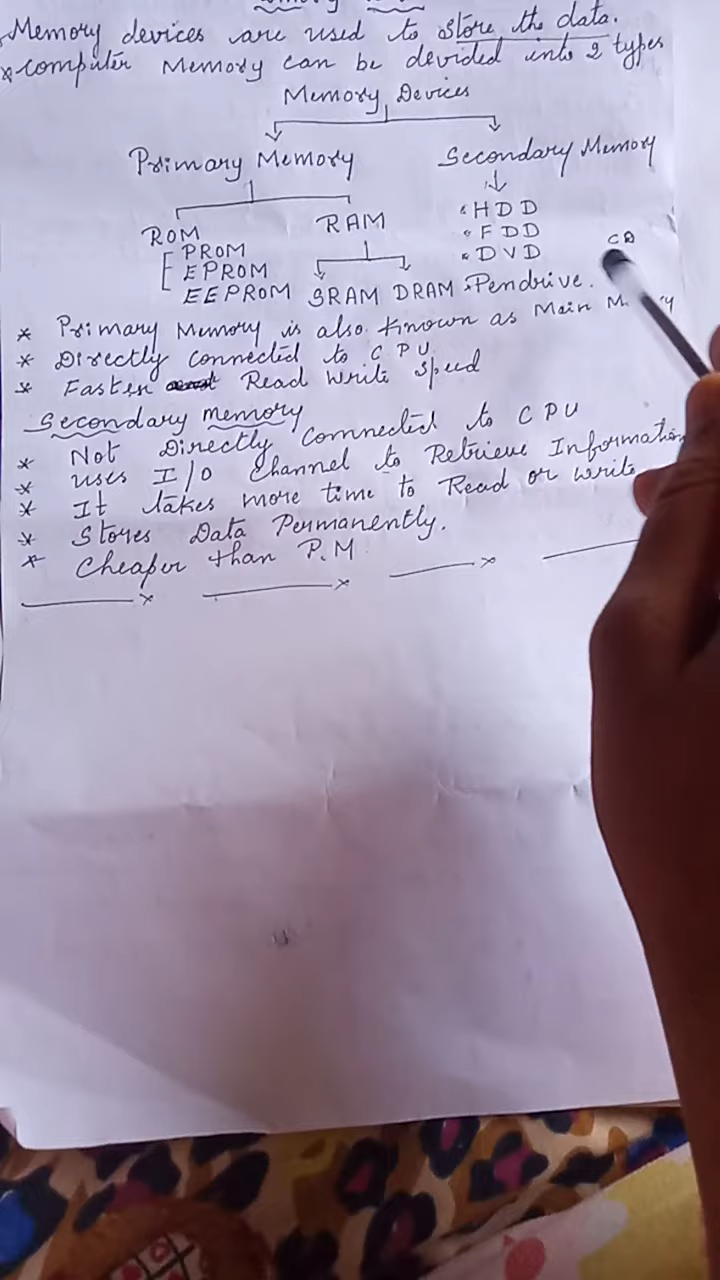 Memory devices are used to store the data.
* computer Memory can be devided into 2 types
Memory Devices
Primary Memory Secondary Memory
ROM RAM • HDD
[ PROM • FDD CD
EPROM • DVD
EEPROM SRAM DRAM • Pendrive.
* Primary Memory is also known as Main
* Directly connected to CPU
* Faster Read Write Speed
Secondary memory
* Not Directly Connected to CPU
* uses I/O channel to Retrieve Information
* It takes more time to Read or write
* Stores Data Permanently.
* Cheaper than P.M